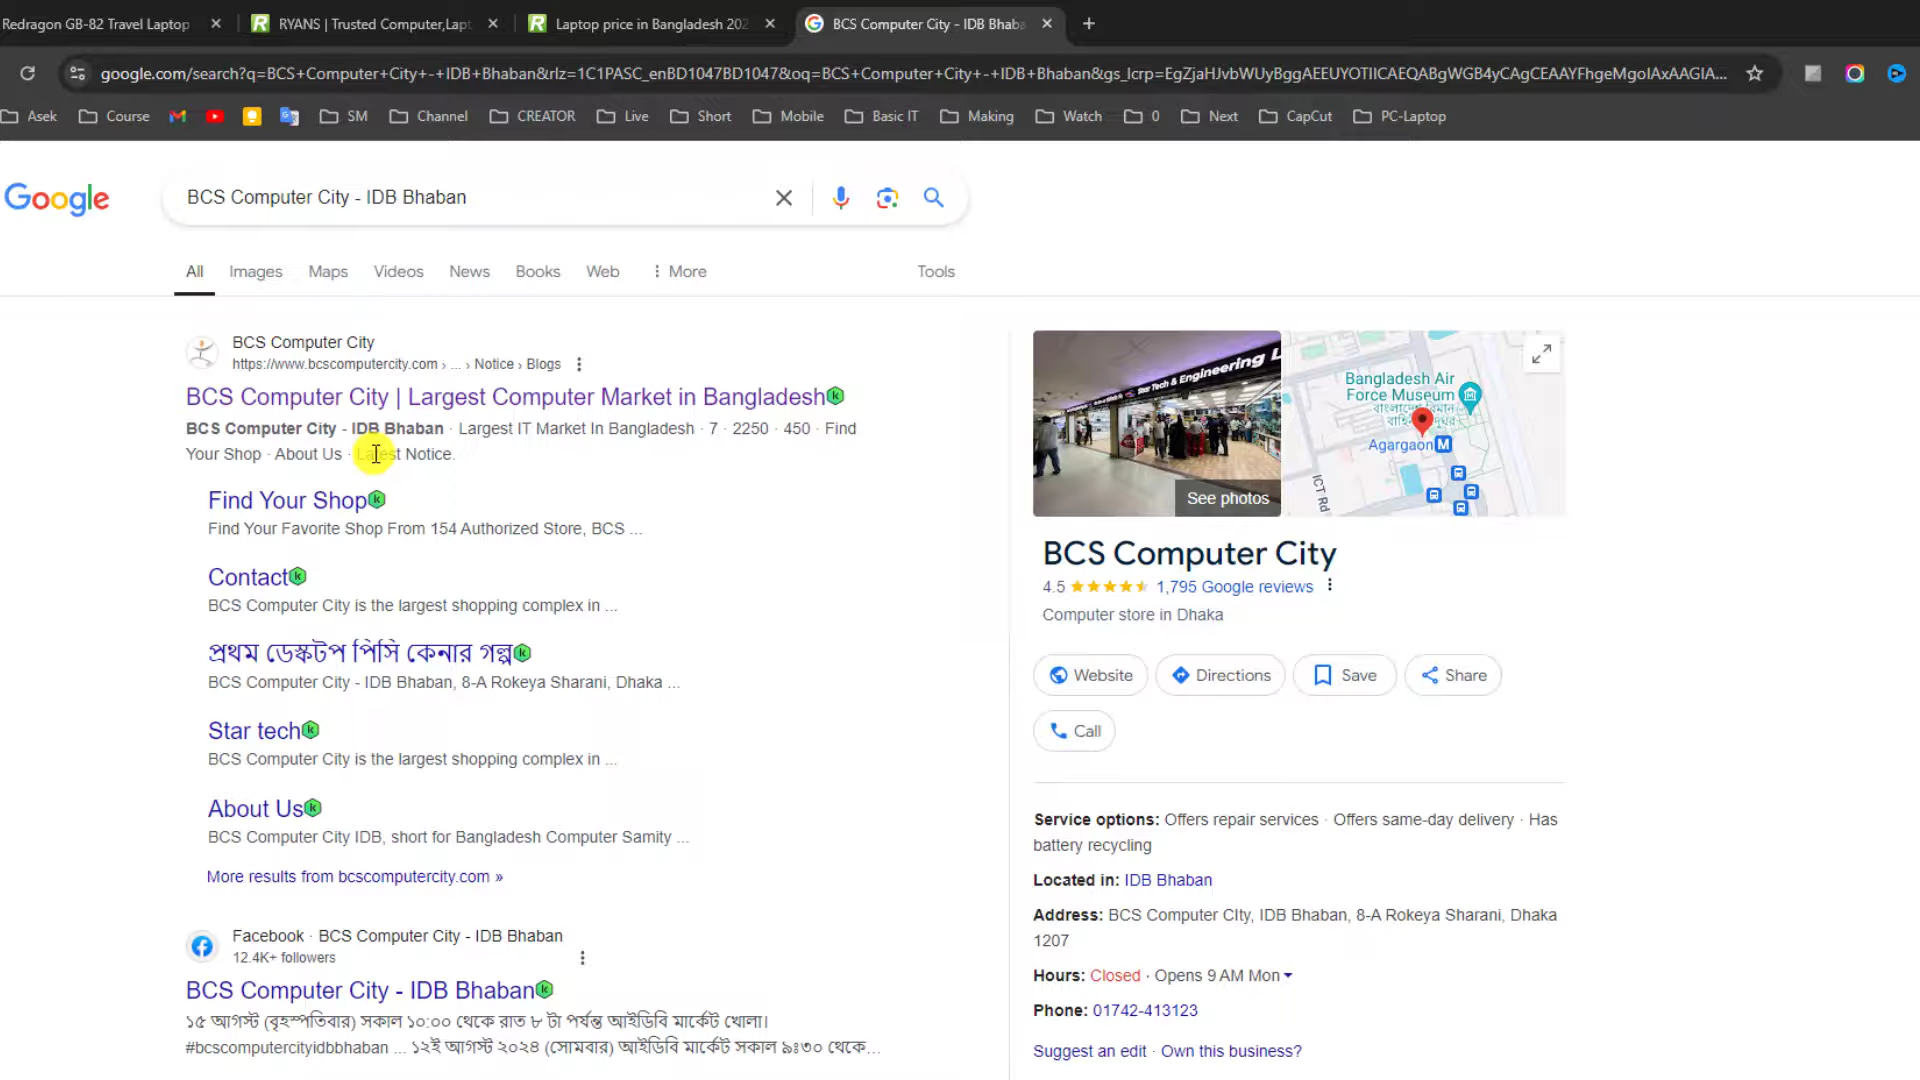 Redragon GB-82 Travel Laptop
RYANS | Trusted Computer,Lapt
Laptop price in Bangladesh 202
BCS Computer City - IDB Bhaba
google.com/search?q=BCS+Computer+City+-+IDB+Bhaban&rlz=1C1PASC_enBD1047BD1047&oq=BCS+Computer+City+-+IDB+Bhaban&gs_lcrp=EgZjaHJvbWUyBggAEEUYOTIICAEQABgWGB4yCAgCEAAYFhgeMgoIAxAAGIA...
Asek
Course
SM
Channel
CREATOR
Live
Short
Mobile
Basic IT
Making
Watch
0
Next
CapCut
PC-Laptop
Google
BCS Computer City - IDB Bhaban
All
Images
Maps
Videos
News
Books
Web
More
Tools
BCS Computer City
https://www.bcscomputercity.com › ... › Notice › Blogs
BCS Computer City | Largest Computer Market in Bangladesh
BCS Computer City - IDB Bhaban · Largest IT Market In Bangladesh · 7 · 2250 · 450 · Find
Your Shop · About Us · Latest Notice.
Find Your Shop
Find Your Favorite Shop From 154 Authorized Store, BCS ...
Contact
BCS Computer City is the largest shopping complex in ...
প্রথম ডেস্কটপ পিসি কেনার গল্প
BCS Computer City - IDB Bhaban, 8-A Rokeya Sharani, Dhaka ...
Star tech
BCS Computer City is the largest shopping complex in ...
About Us
BCS Computer City IDB, short for Bangladesh Computer Samity ...
More results from bcscomputercity.com »
Facebook · BCS Computer City - IDB Bhaban
12.4K+ followers
BCS Computer City - IDB Bhaban
১৫ আগস্ট (বৃহস্পতিবার) সকাল ১০:০০ থেকে রাত ৮ টা পর্যন্ত আইডিবি মার্কেট খোলা।
#bcscomputercityidbbhaban ... ১২ই আগস্ট ২০২৪ (সোমবার) আইডিবি মার্কেট সকাল ৯ঃ৩০ থেকে...
Star Tech & Engineering L
See photos
Bangladesh Air
Force Museum
বাংলাদেশ বিমান
Agargaon M
ICT Rd
BCS Computer City
4.5
1,795 Google reviews
Computer store in Dhaka
Website
Directions
Save
Share
Call
Service options: Offers repair services · Offers same-day delivery · Has
battery recycling
Located in: IDB Bhaban
Address: BCS Computer CIty, IDB Bhaban, 8-A Rokeya Sharani, Dhaka
1207
Hours: Closed · Opens 9 AM Mon
Phone: 01742-413123
Suggest an edit · Own this business?